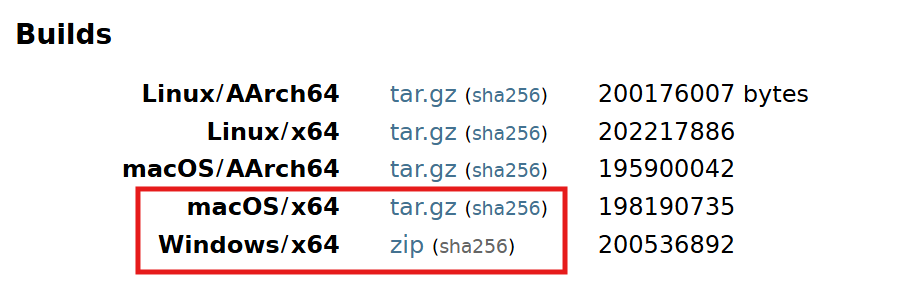 Builds
Linux/AArch64 tar.gz (sha256) 200176007 bytes
Linux/x64 tar.gz (sha256) 202217886
macOS/AArch64 tar.gz (sha256) 195900042
macOS/x64 tar.gz (sha256) 198190735
Windows/x64 zip (sha256) 200536892